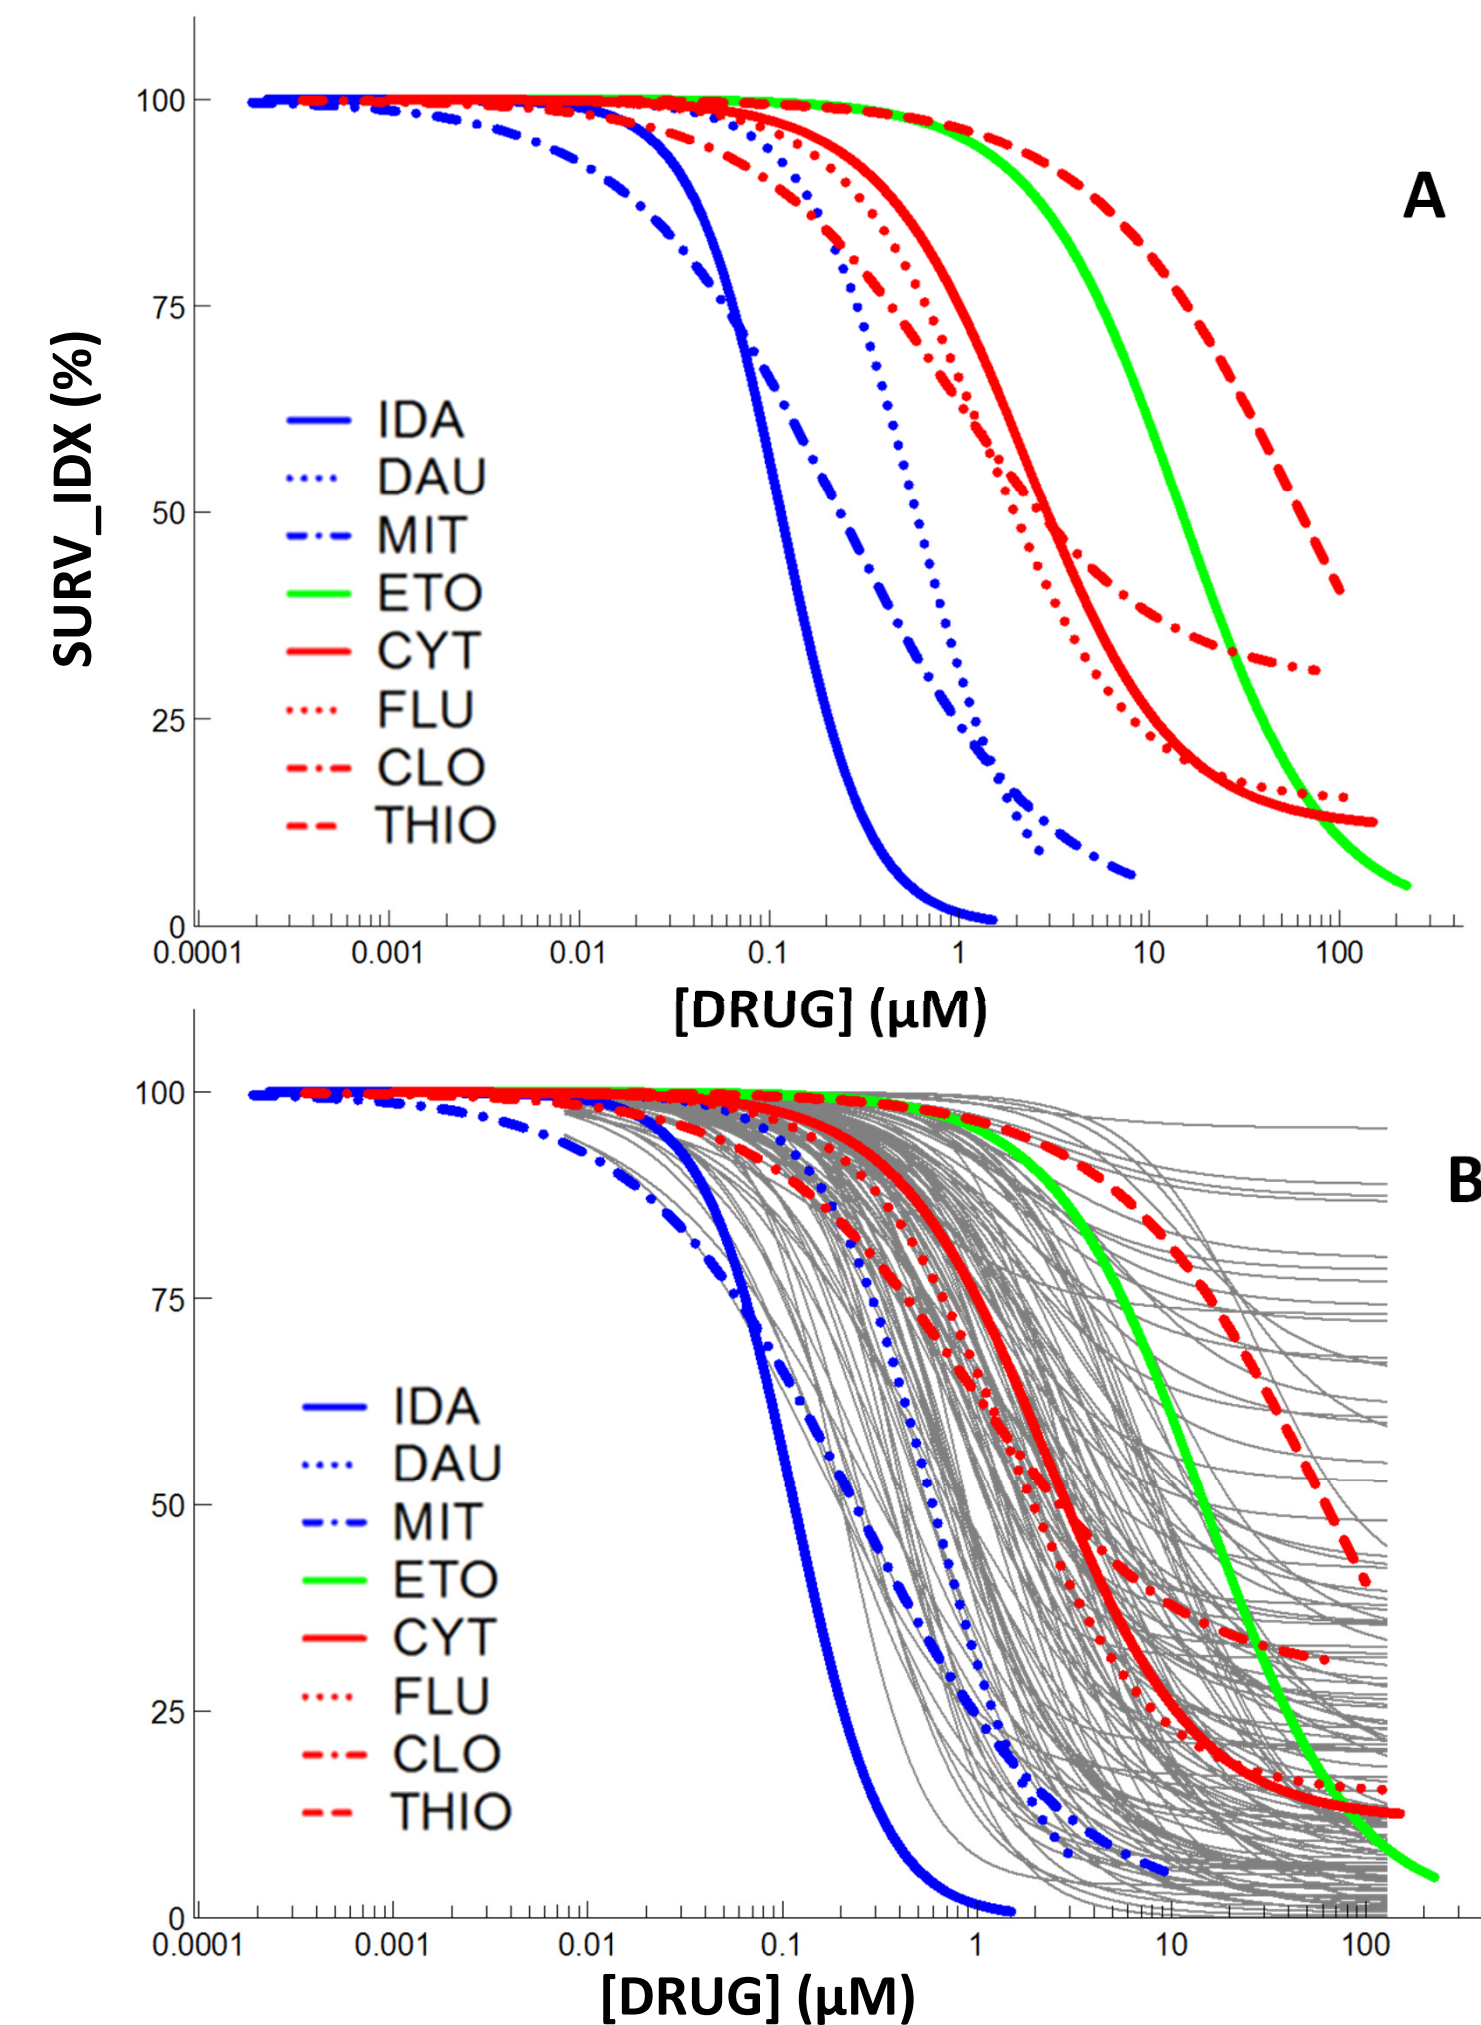 100
A
75
SURV_IDX (%)
IDA
DAU
50
MIT
ETO
CYT
25
FLU
CLO
THIO
0
0.0001 0.001 0.01 0.1 1 10 100
[DRUG] (µM)
100
B
75
IDA
DAU
50
MIT
ETO
CYT
25
FLU
CLO
THIO
0
0.0001 0.001 0.01 0.1 1 10 100
[DRUG] (µM)